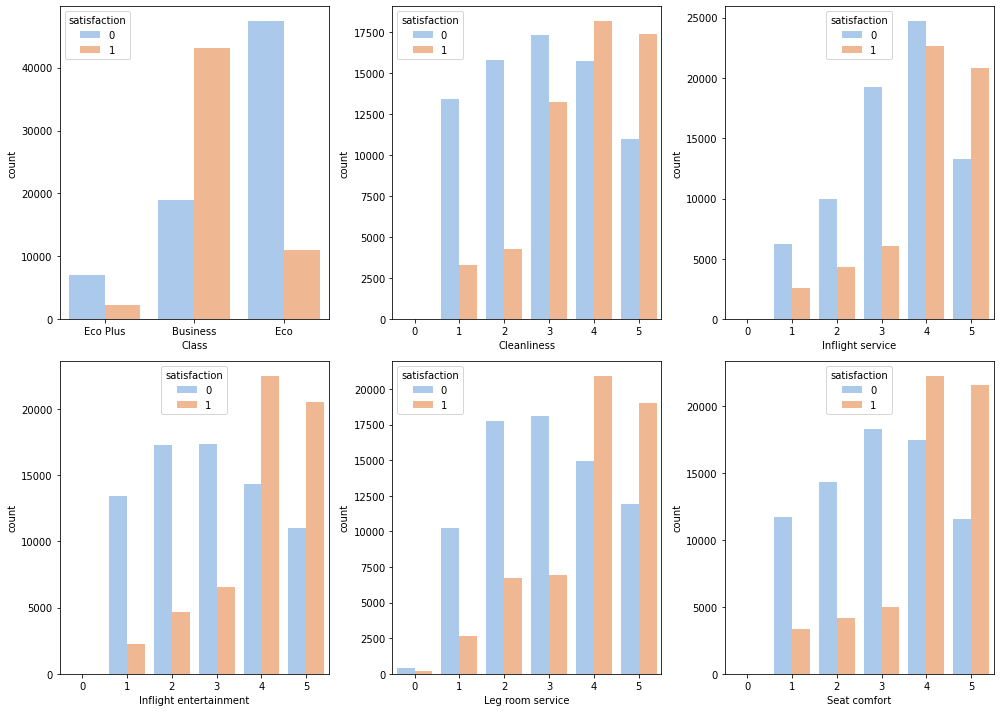 satisfaction
0
1
40000
30000
20000
10000
0
count
Eco Plus Business Eco
Class
satisfaction
0
1
17500
15000
12500
10000
7500
5000
2500
0
count
0 1 2 3 4 5
Cleanliness
satisfaction
0
1
25000
20000
15000
10000
5000
0
count
0 1 2 3 4 5
Inflight service
satisfaction
0
1
20000
15000
10000
5000
0
count
0 1 2 3 4 5
Inflight entertainment
satisfaction
0
1
20000
17500
15000
12500
10000
7500
5000
2500
0
count
0 1 2 3 4 5
Leg room service
satisfaction
0
1
20000
15000
10000
5000
0
count
0 1 2 3 4 5
Seat comfort